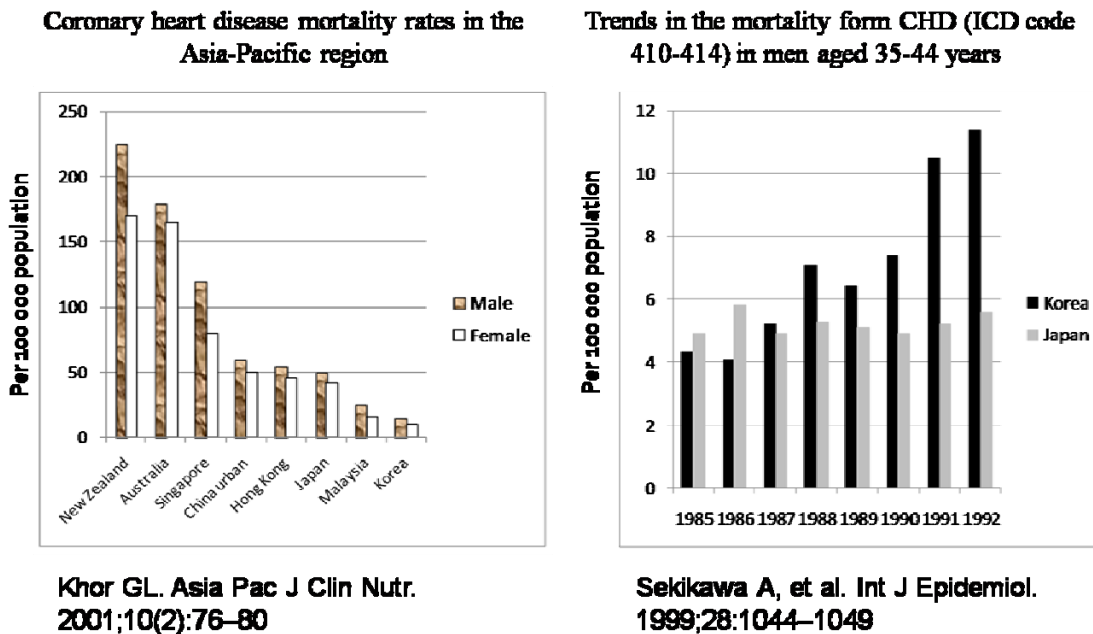 Coronary heart disease mortality rates in the
Asia-Pacific region
250
200
150
100
50
0
Per 100 000 population
New Zealand
Australia
Singapore
China urban
Hong Kong
Japan
Malaysia
Korea
Male
Female
Khor GL. Asia Pac J Clin Nutr.
2001;10(2):76–80
Trends in the mortality form CHD (ICD code
410-414) in men aged 35-44 years
12
10
8
6
4
2
0
Per 100 000 population
1985 1986 1987 1988 1989 1990 1991 1992
Korea
Japan
Sekikawa A, et al. Int J Epidemiol.
1999;28:1044–1049